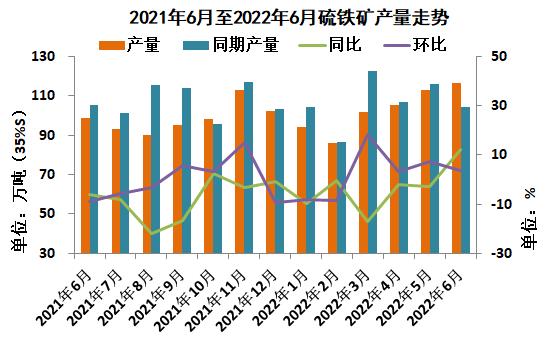 2021年6月至2022年6月硫铁矿产量走势
产量 同期产量 同比 环比
130
110
90
70
50
30
50
30
10
-10
-30
单位：万吨（35%S）
单位：%
2021年6月
2021年7月
2021年8月
2021年9月
2021年10月
2021年11月
2021年12月
2022年1月
2022年2月
2022年3月
2022年4月
2022年5月
2022年6月